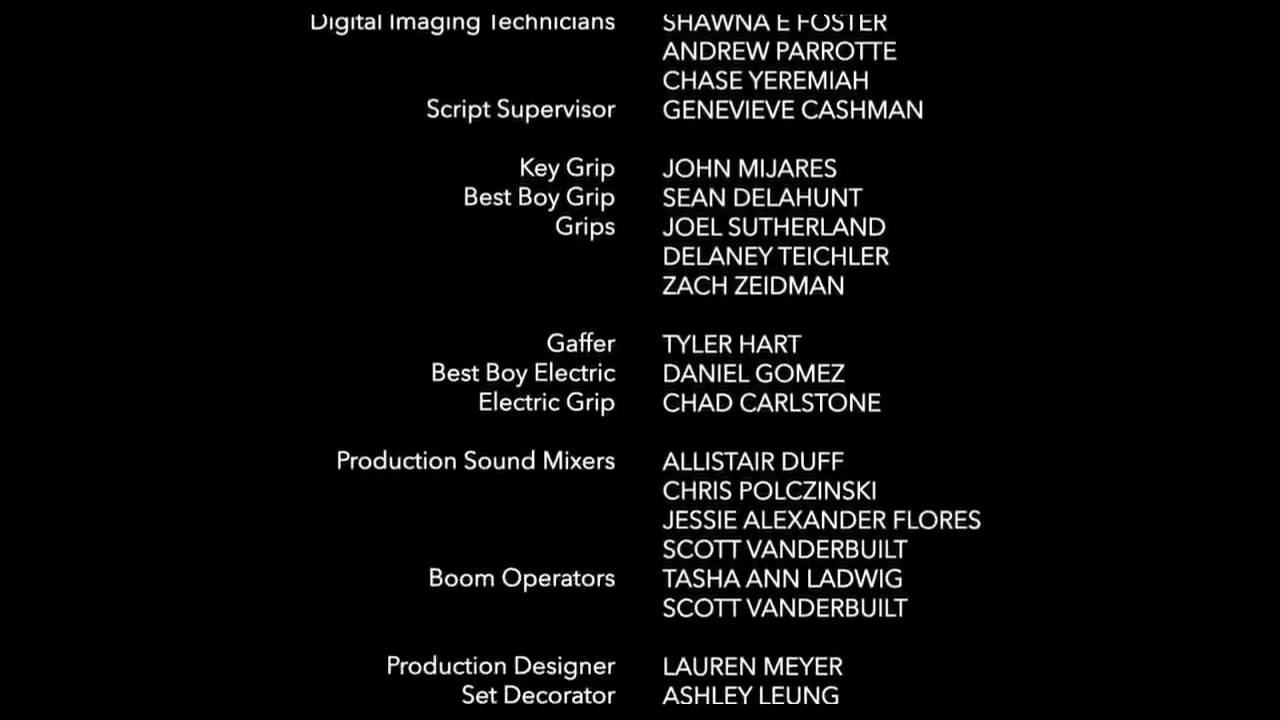 Digital Imaging Technicians SHAWNA E FOSTER
ANDREW PARROTTE
CHASE YEREMIAH
Script Supervisor GENEVIEVE CASHMAN
Key Grip JOHN MIJARES
Best Boy Grip SEAN DELAHUNT
Grips JOEL SUTHERLAND
DELANEY TEICHLER
ZACH ZEIDMAN
Gaffer TYLER HART
Best Boy Electric DANIEL GOMEZ
Electric Grip CHAD CARLSTONE
Production Sound Mixers ALLISTAIR DUFF
CHRIS POLCZINSKI
JESSIE ALEXANDER FLORES
SCOTT VANDERBUILT
Boom Operators TASHA ANN LADWIG
SCOTT VANDERBUILT
Production Designer LAUREN MEYER
Set Decorator ASHLEY LEUNG